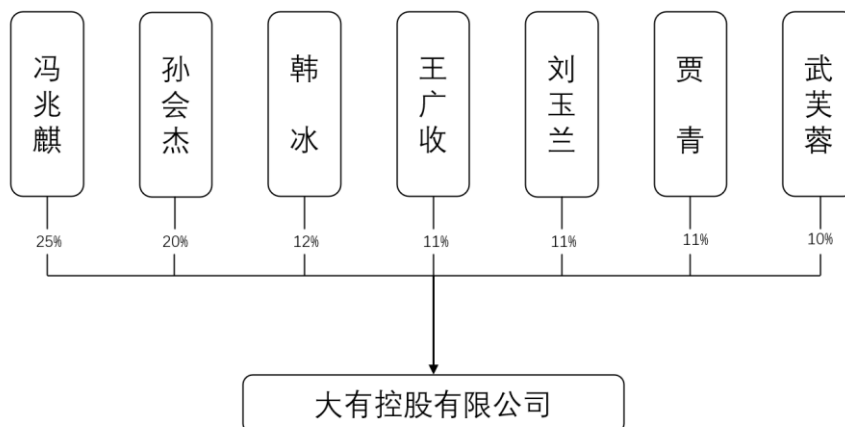 冯兆麒
孙会杰
韩冰
王广收
刘玉兰
贾青
武芙蓉
25%
20%
12%
11%
11%
11%
10%
大有控股有限公司